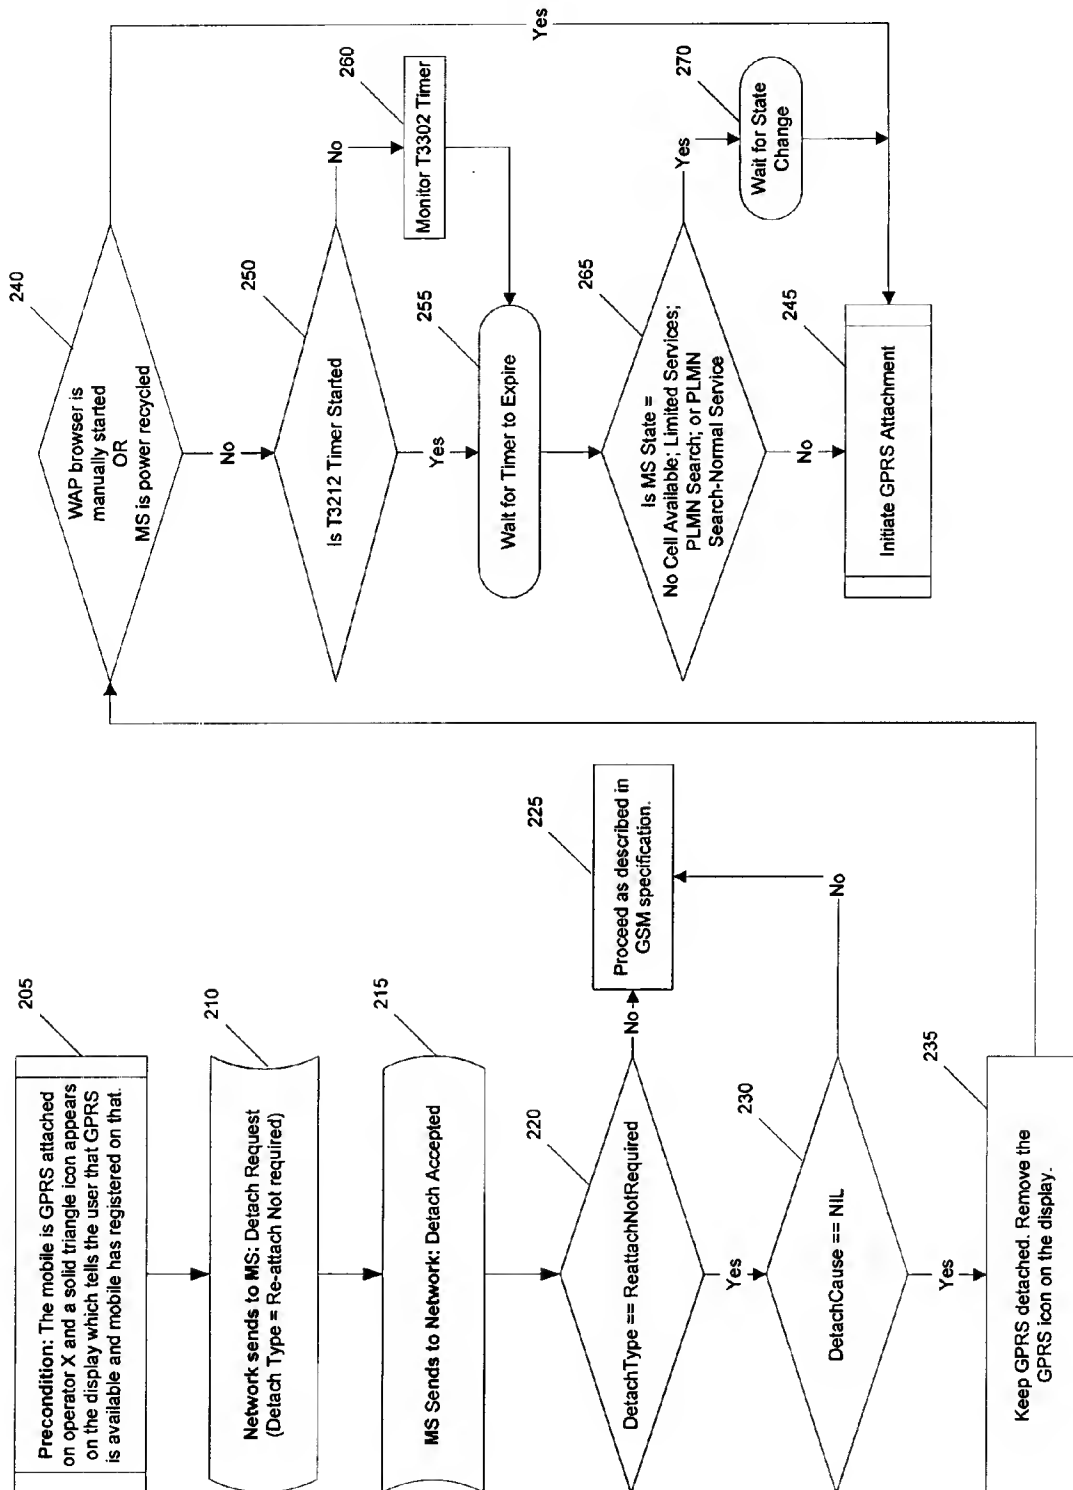 205
Precondition: The mobile is GPRS attached
on operator X and a solid triangle icon appears
on the display which tells the user that GPRS
is available and mobile has registered on that.
210
Network sends to MS: Detach Request
(Detach Type = Re-attach Not required)
215
MS Sends to Network: Detach Accepted
220
DetachType == ReattachNotRequired
No
Yes
225
Proceed as described in
GSM specification.
230
DetachCause == NIL
No
Yes
235
Keep GPRS detached. Remove the
GPRS icon on the display.
240
WAP browser is
manually started
OR
MS is power recycled
Yes
No
250
Is T3212 Timer Started
No
Yes
260
Monitor T3302 Timer
255
Wait for Timer to Expire
265
Is MS State =
No Cell Available; Limited Services;
PLMN Search; or PLMN
Search-Normal Service
Yes
No
270
Wait for State
Change
245
Initiate GPRS Attachment